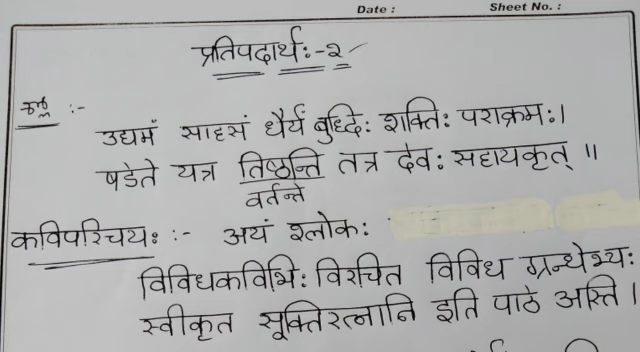 Date :
Sheet No. :
प्रतिपदार्थः-२
:-
उद्यमं साहसं धैर्यं बुद्धिः शक्तिः पराक्रमः।
षडेते यत्र तिष्ठन्ति तत्र देवः सहायकृत् ॥
वर्तन्ते
कविपरिचयः :- अयं श्लोकः
विविधकविभिः विरचित विविध ग्रन्थेभ्यः
स्वीकृत सूक्तिरत्नानि इति पाठे अस्ति।